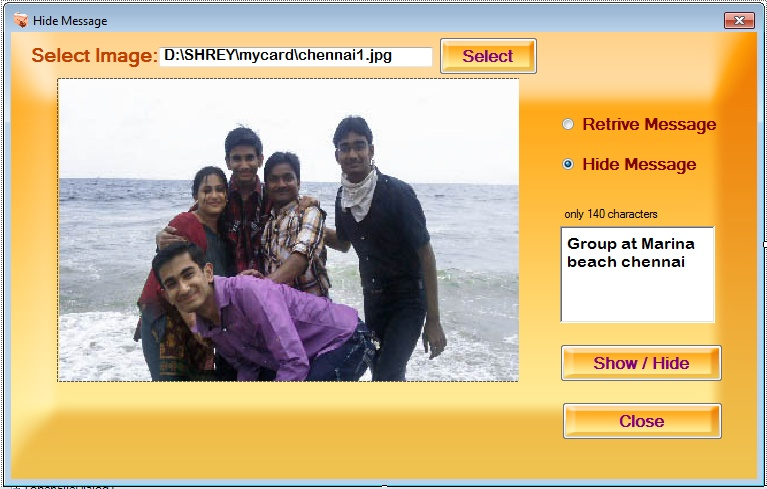 Hide Message
Select Image: D:\SHREY\mycard\chennai1.jpg Select
Retrive Message
Hide Message
only 140 characters
Group at Marina
beach chennai
Show / Hide
Close